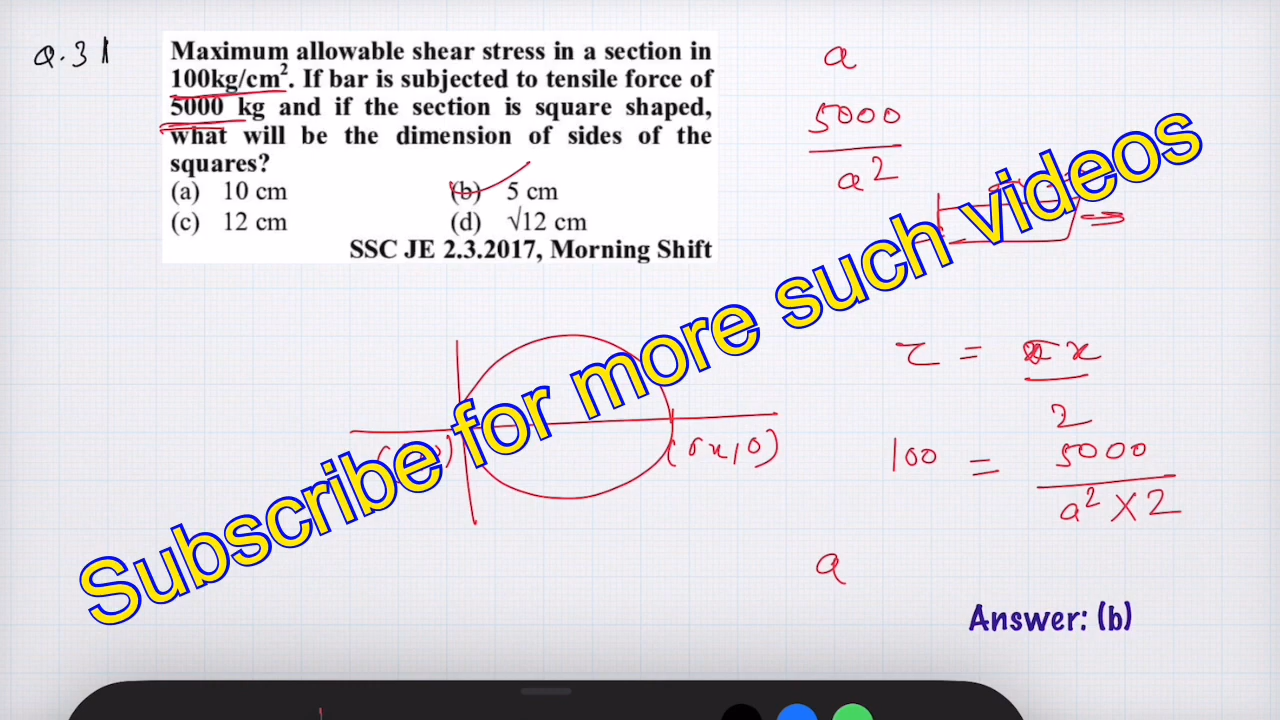 Q.31
Maximum allowable shear stress in a section in
100kg/cm². If bar is subjected to tensile force of
5000 kg and if the section is square shaped,
what will be the dimension of sides of the
squares?
(a) 10 cm
(b) 5 cm
(c) 12 cm
(d) √12 cm
SSC JE 2.3.2017, Morning Shift
a
5000
a2
Subscribe for more such videos
(σx,0)
τ = σx
2
100 = 5000
a² x 2
a
Answer: (b)